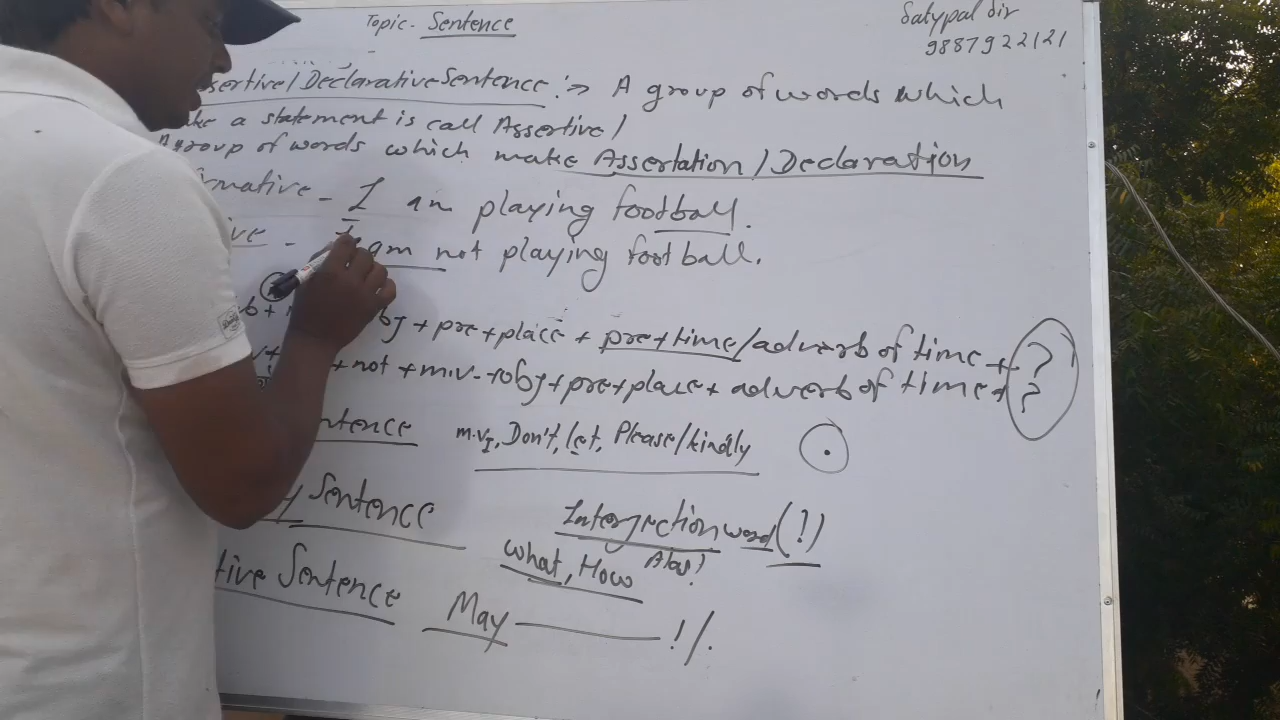 Topic- Sentence
Satypal Sir
9887922121
sertive/Declarative Sentence :→ A group of words which
ke a statement is call Assertive/
A group of words which make Assertation/Declaration
rmative - I am playing football.
ive - I am not playing football.
b+ bj + pre + place + pre + time/adverb of time + ?
v+ + not + m.v. + obj + pre + place + adverb of time + ?
ntence m.v I, Don't, let, Please/kindly .
y Sentence Interjection word (!)
What, How Alas!
tive Sentence May ——— !/.